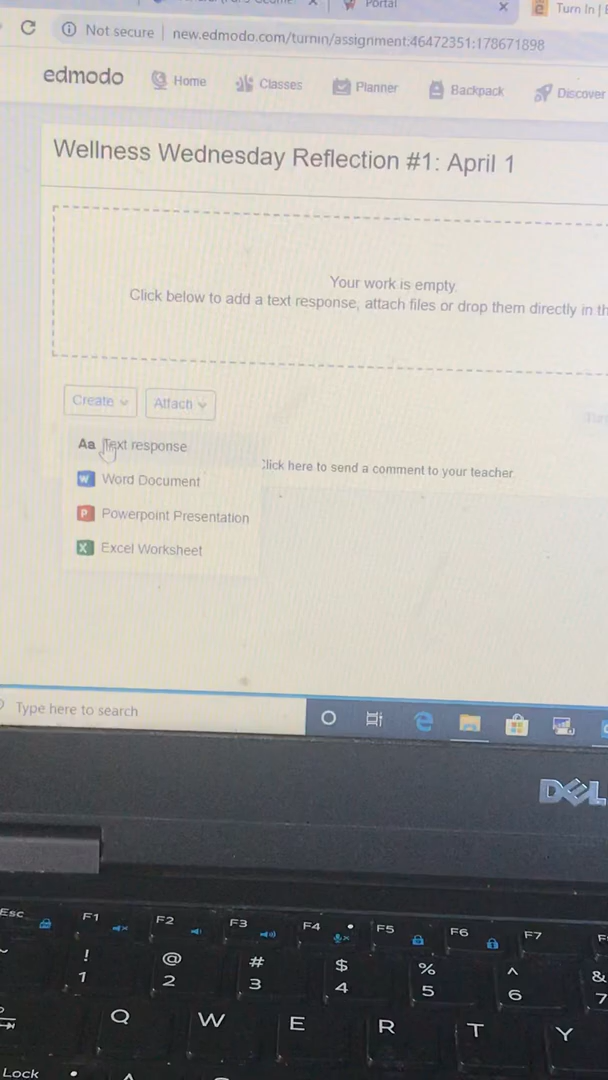 Portal
Turn In |
Not secure | new.edmodo.com/turnin/assignment:46472351:178671898
edmodo Home Classes Planner Backpack Discover
Wellness Wednesday Reflection #1: April 1
Your work is empty.
Click below to add a text response, attach files or drop them directly in th
Create Attach
Aa Text response
Click here to send a comment to your teacher
W Word Document
P Powerpoint Presentation
X Excel Worksheet
Type here to search
DELL
Esc F1 F2 F3 F4 F5 F6 F7
! @ # $ % ^ &
1 2 3 4 5 6 7
Q W E R T Y
Lock